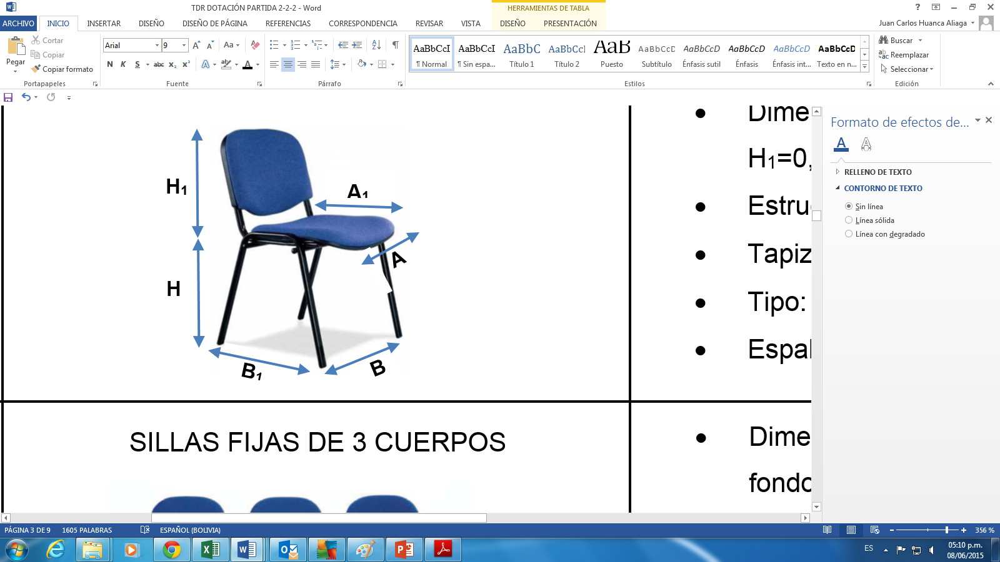 TDR DOTACIÓN PARTIDA 2-2-2 - Word
HERRAMIENTAS DE TABLA
ARCHIVO INICIO INSERTAR DISEÑO DISEÑO DE PÁGINA REFERENCIAS CORRESPONDENCIA REVISAR VISTA DISEÑO PRESENTACIÓN
Juan Carlos Huanca Aliaga
Pegar
Cortar
Copiar
Copiar formato
Portapapeles
Arial 9
N K S abc x₂ x²
Fuente
Párrafo
AaBbCcI AaBbCcI AaBbC AaBbCcI AaB AaBbCcD AaBbCcD AaBbCcD AaBbCcD AaBbCcD
¶ Normal ¶ Sin espa... Título 1 Título 2 Puesto Subtítulo Énfasis sutil Énfasis Énfasis int... Texto en n...
Estilos
Buscar
Reemplazar
Seleccionar
Edición
H₁
A₁
A
H
B₁
B
SILLAS FIJAS DE 3 CUERPOS
• Dime
H₁=0,
• Estru
• Tapiz
• Tipo:
• Espal
• Dime
fondo
Formato de efectos de...
RELLENO DE TEXTO
CONTORNO DE TEXTO
Sin línea
Línea sólida
Línea con degradado
PÁGINA 3 DE 9 1605 PALABRAS ESPAÑOL (BOLIVIA) 356 %
ES
05:10 p.m.
08/06/2015